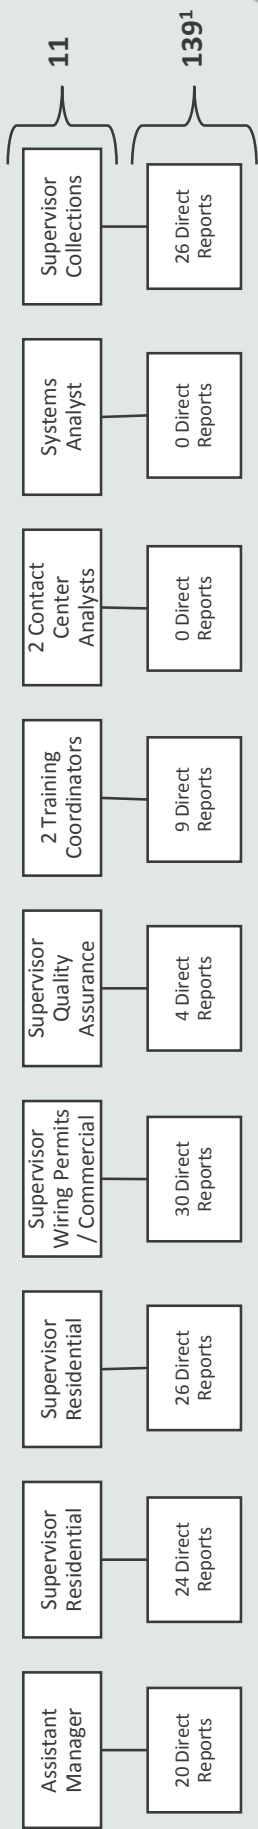 Assistant
Manager
Supervisor
Residential
Supervisor
Residential
Supervisor
Wiring Permits
/ Commercial
Supervisor
Quality
Assurance
2 Training
Coordinators
2 Contact
Center
Analysts
Systems
Analyst
Supervisor
Collections
11
20 Direct
Reports
24 Direct
Reports
26 Direct
Reports
30 Direct
Reports
4 Direct
Reports
9 Direct
Reports
0 Direct
Reports
0 Direct
Reports
26 Direct
Reports
139¹